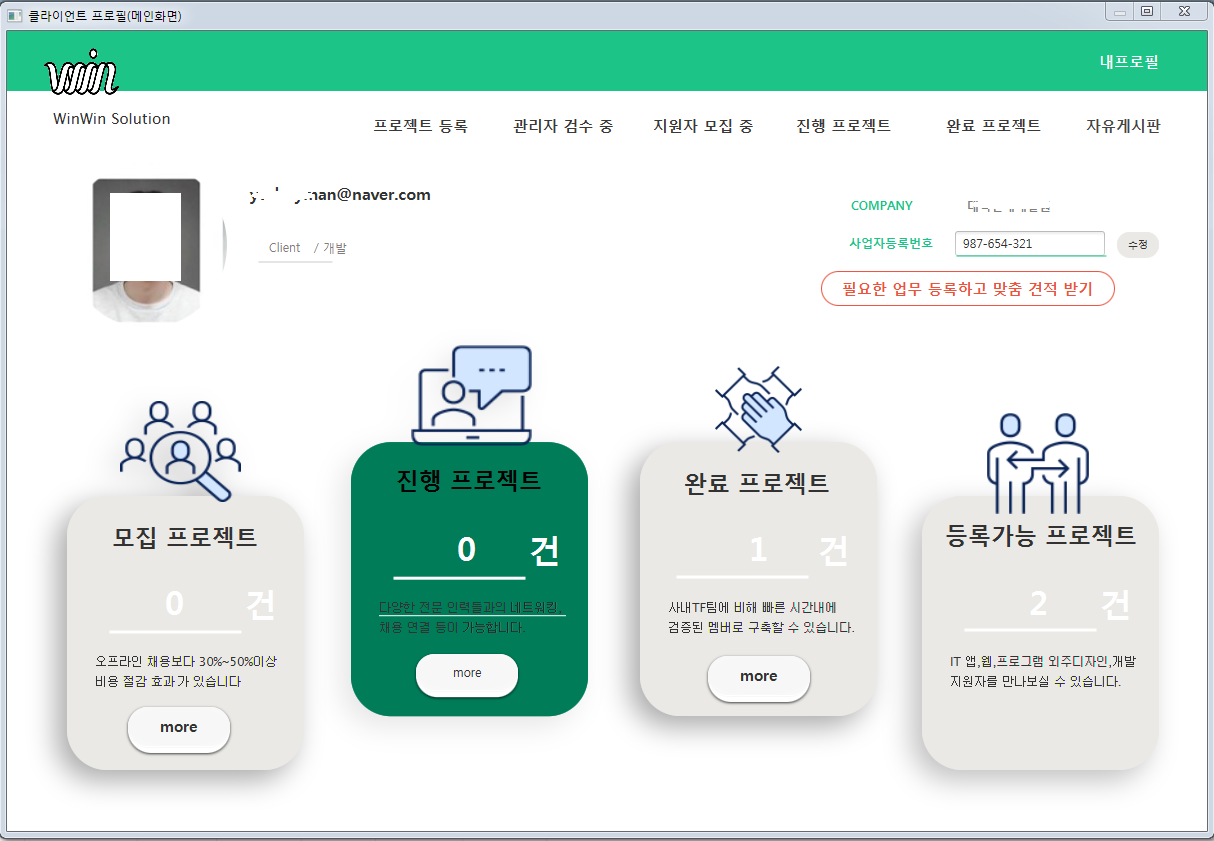 클라이언트 프로필(메인화면)
win
내프로필
WinWin Solution
프로젝트 등록 관리자 검수 중 지원자 모집 중 진행 프로젝트 완료 프로젝트 자유게시판
man@naver.com
COMPANY
Client / 개발
사업자등록번호 987-654-321 수정
필요한 업무 등록하고 맞춤 견적 받기
모집 프로젝트
0 건
오프라인 채용보다 30%~50%이상
비용 절감 효과가 있습니다
more
진행 프로젝트
0 건
다양한 전문 인력들과의 네트워킹,
채용 연결 등이 가능합니다.
more
완료 프로젝트
1 건
사내TF팀에 비해 빠른 시간내에
검증된 멤버로 구축할 수 있습니다.
more
등록가능 프로젝트
2 건
IT 앱,웹,프로그램 외주디자인,개발
지원자를 만나보실 수 있습니다.